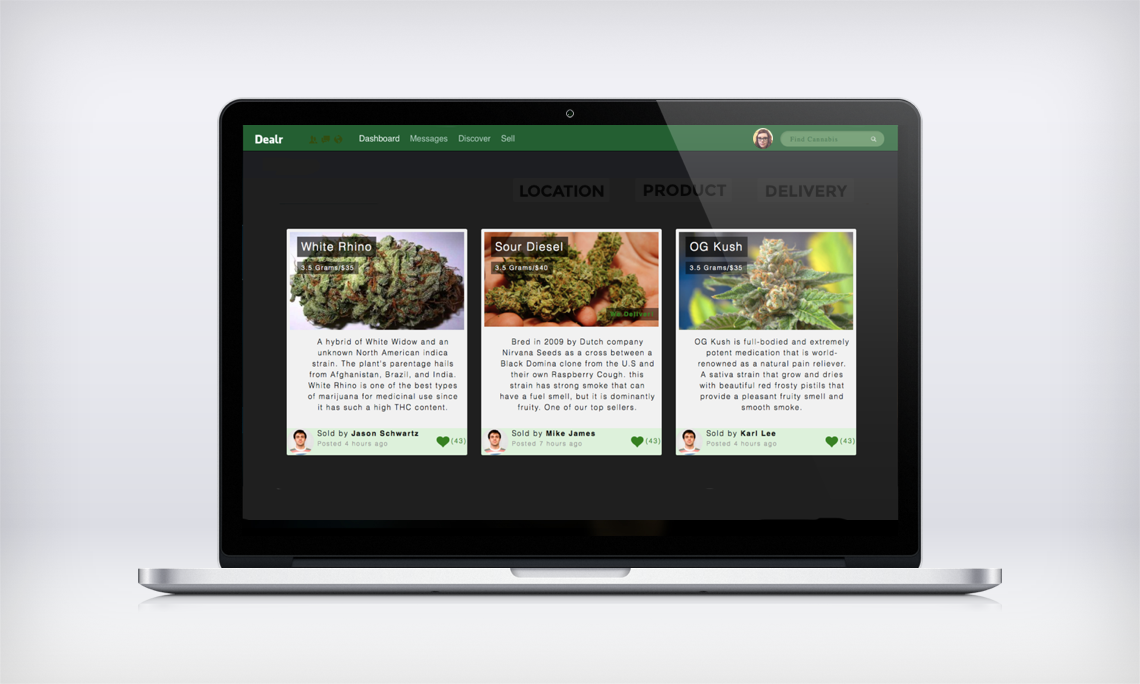 Dealr
Dashboard Messages Discover Sell
Find Cannabis
LOCATION PRODUCT DELIVERY
White Rhino
3.5 Grams/$35
A hybrid of White Widow and an
unknown North American indica
strain. The plant's parentage hails
from Afghanistan, Brazil, and India.
White Rhino is one of the best types
of marijuana for medicinal use since
it has such a high THC content.
Sold by Jason Schwartz
Posted 4 hours ago
(43)
Sour Diesel
3.5 Grams/$40
Will Deliver!
Bred in 2009 by Dutch company
Nirvana Seeds as a cross between a
Black Domina clone from the U.S and
their own Raspberry Cough. this
strain has strong smoke that can
have a fuel smell, but it is dominantly
fruity. One of our top sellers.
Sold by Mike James
Posted 7 hours ago
(43)
OG Kush
3.5 Grams/$35
OG Kush is full-bodied and extremely
potent medication that is world-
renowned as a natural pain reliever.
A sativa strain that grow and dries
with beautiful red frosty pistils that
provide a pleasant fruity smell and
smooth smoke.
Sold by Karl Lee
Posted 4 hours ago
(43)